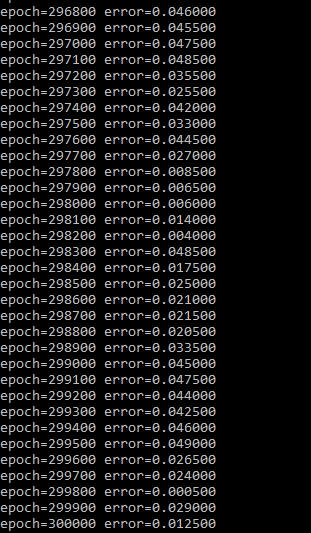 epoch=296800 error=0.046000
epoch=296900 error=0.045500
epoch=297000 error=0.047500
epoch=297100 error=0.048500
epoch=297200 error=0.035500
epoch=297300 error=0.025500
epoch=297400 error=0.042000
epoch=297500 error=0.033000
epoch=297600 error=0.044500
epoch=297700 error=0.027000
epoch=297800 error=0.008500
epoch=297900 error=0.006500
epoch=298000 error=0.006000
epoch=298100 error=0.014000
epoch=298200 error=0.004000
epoch=298300 error=0.048500
epoch=298400 error=0.017500
epoch=298500 error=0.025000
epoch=298600 error=0.021000
epoch=298700 error=0.021500
epoch=298800 error=0.020500
epoch=298900 error=0.033500
epoch=299000 error=0.045000
epoch=299100 error=0.047500
epoch=299200 error=0.044000
epoch=299300 error=0.042500
epoch=299400 error=0.046000
epoch=299500 error=0.049000
epoch=299600 error=0.026500
epoch=299700 error=0.024000
epoch=299800 error=0.000500
epoch=299900 error=0.029000
epoch=300000 error=0.012500